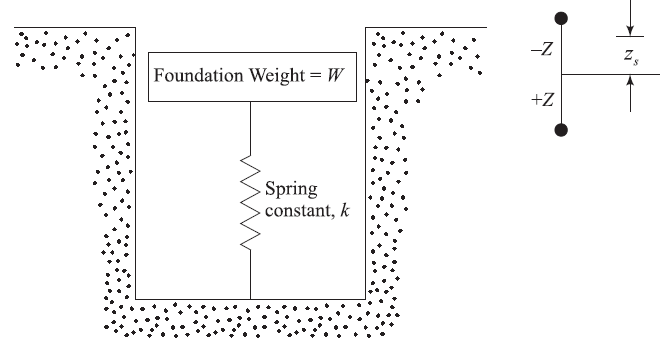 Foundation Weight = W
Spring
constant, k
–Z
z_s
+Z